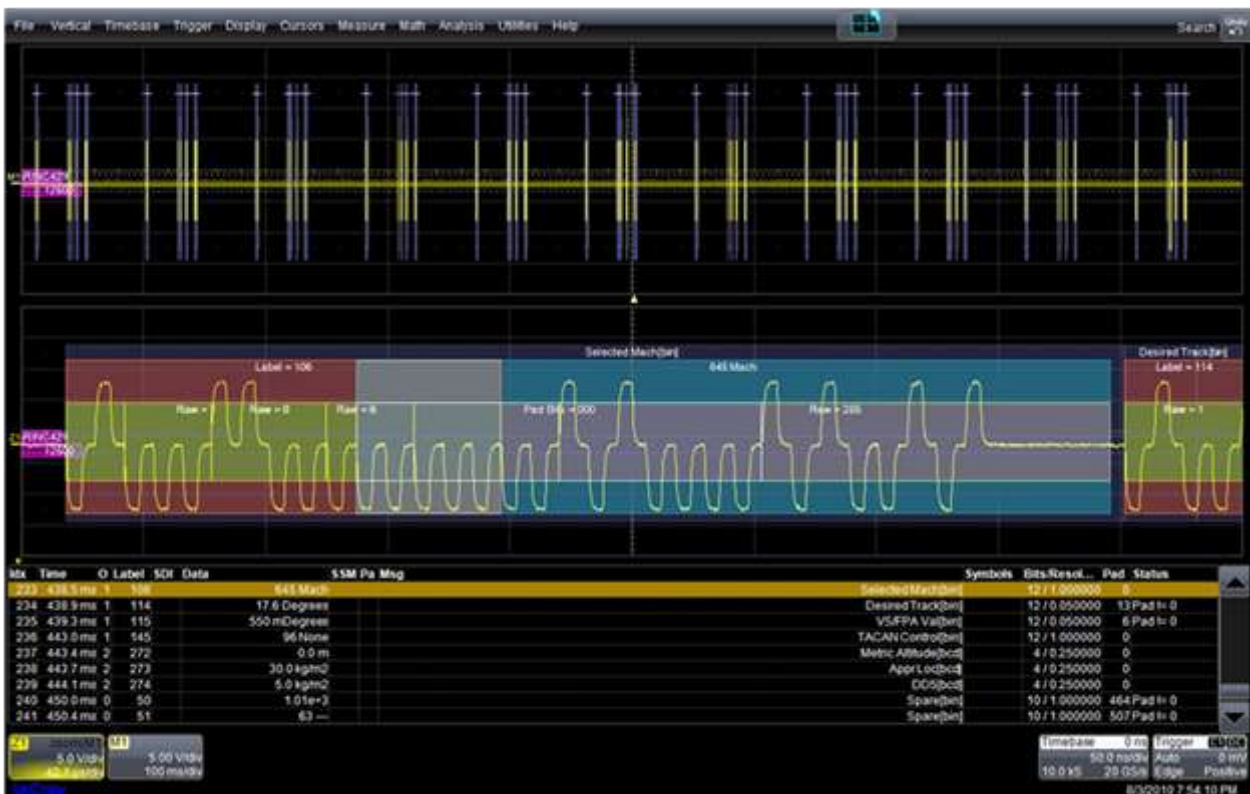 File Vertical Timebase Trigger Display Cursors Measure Math Analysis Utilities Help
Search
Undo
Selected Mach[bin]
Desired Track[bin]
Label = 106
645 Mach
Label = 114
Raw = 0
Raw = 6
Pad Bits = 000
Raw = 1
Idx Time O Label SDI Data SSM Pa Msg Symbols Bits/Resol... Pad Status
233 438.5 ms 1 106 645 Mach Selected Mach[bin] 12 / 1.000000 0
234 438.9 ms 1 114 17.6 Degrees Desired Track[bin] 12 / 0.050000 13 Pad != 0
235 439.3 ms 1 115 550 mDegrees VS/FPA Val[bin] 12 / 0.050000 6 Pad != 0
236 443.0 ms 1 145 96 None TACAN Control[bin] 12 / 1.000000 0
237 443.4 ms 2 272 0.0 m Metric Altitude[bcd] 4 / 0.250000 0
238 443.7 ms 2 273 30.0 kg/m2 Appr Loc[bcd] 4 / 0.250000 0
239 444.1 ms 2 274 5.0 kg/m2 DDS[bcd] 4 / 0.250000 0
240 450.0 ms 0 50 1.01e+3 Spare[bin] 10 / 1.000000 464 Pad != 0
241 450.4 ms 0 51 63 --- Spare[bin] 10 / 1.000000 507 Pad != 0
Z1 zoom(M1) M1
5.0 V/div 5.00 V/div
100 ms/div
Timebase 0 ns Trigger C1 DC
50.0 ns/div Auto 0 mV
10.0 kS 20 GS/s Edge Positive
8/3/2010 7:54:10 PM